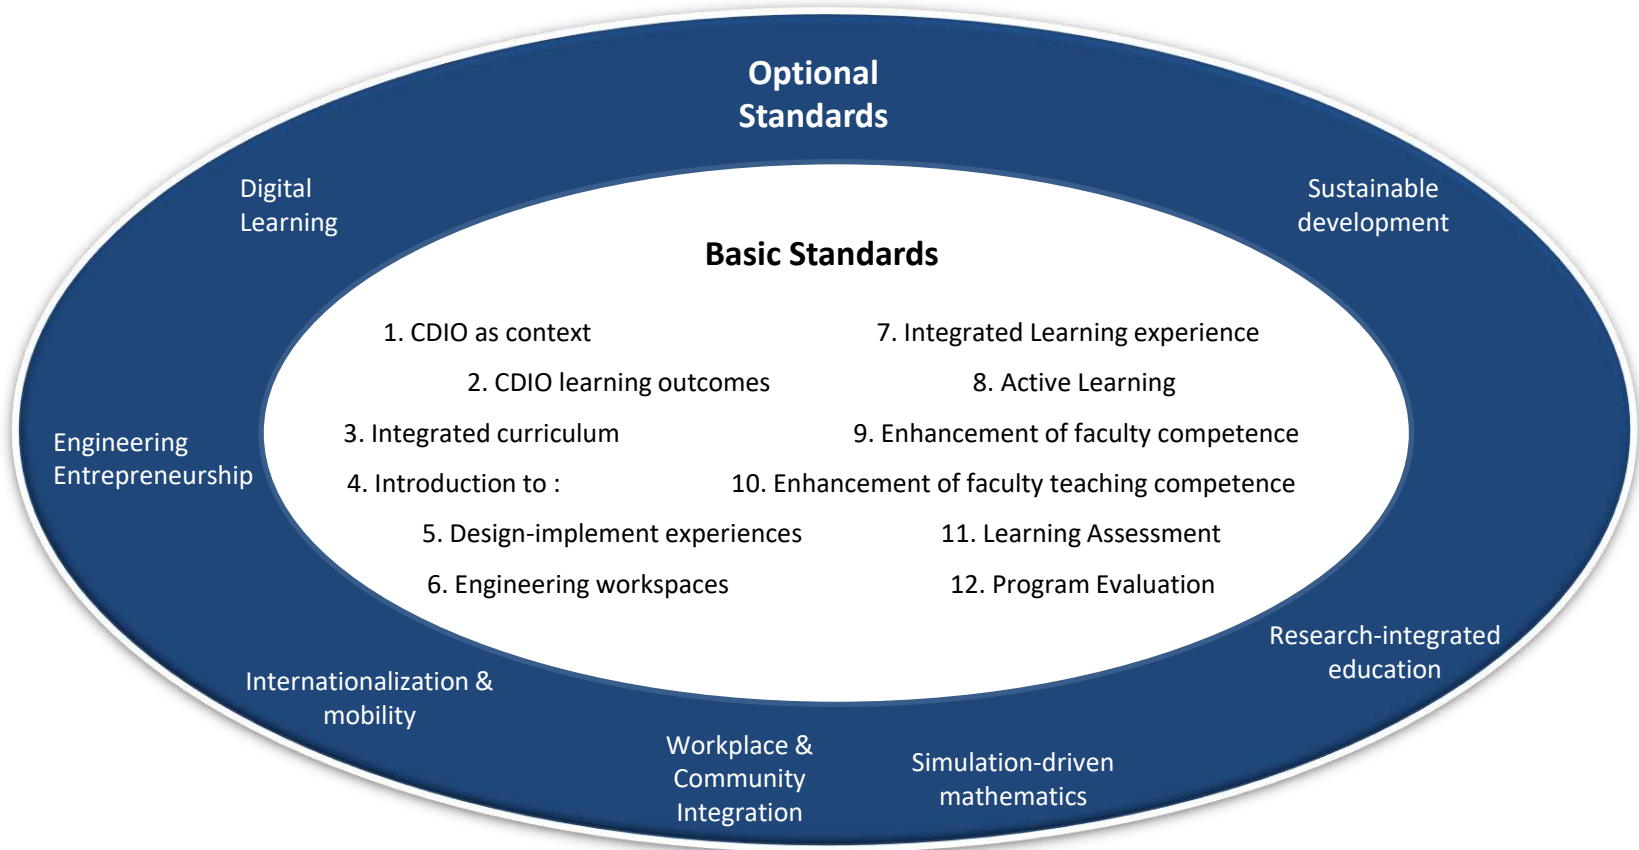 Optional
Standards
Digital
Learning
Sustainable
development
Basic Standards
1. CDIO as context
2. CDIO learning outcomes
3. Integrated curriculum
4. Introduction to :
5. Design-implement experiences
6. Engineering workspaces
7. Integrated Learning experience
8. Active Learning
9. Enhancement of faculty competence
10. Enhancement of faculty teaching competence
11. Learning Assessment
12. Program Evaluation
Engineering
Entrepreneurship
Internationalization &
mobility
Workplace &
Community
Integration
Simulation-driven
mathematics
Research-integrated
education